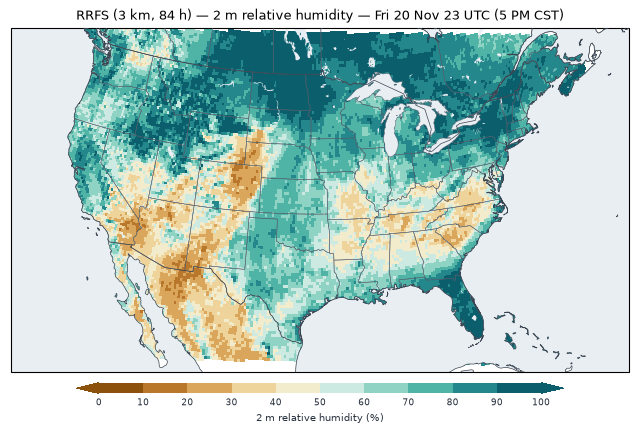 RRFS (3 km, 84 h) — 2 m relative humidity — Fri 20 Nov 23 UTC (5 PM CST)
0 10 20 30 40 50 60 70 80 90 100
2 m relative humidity (%)